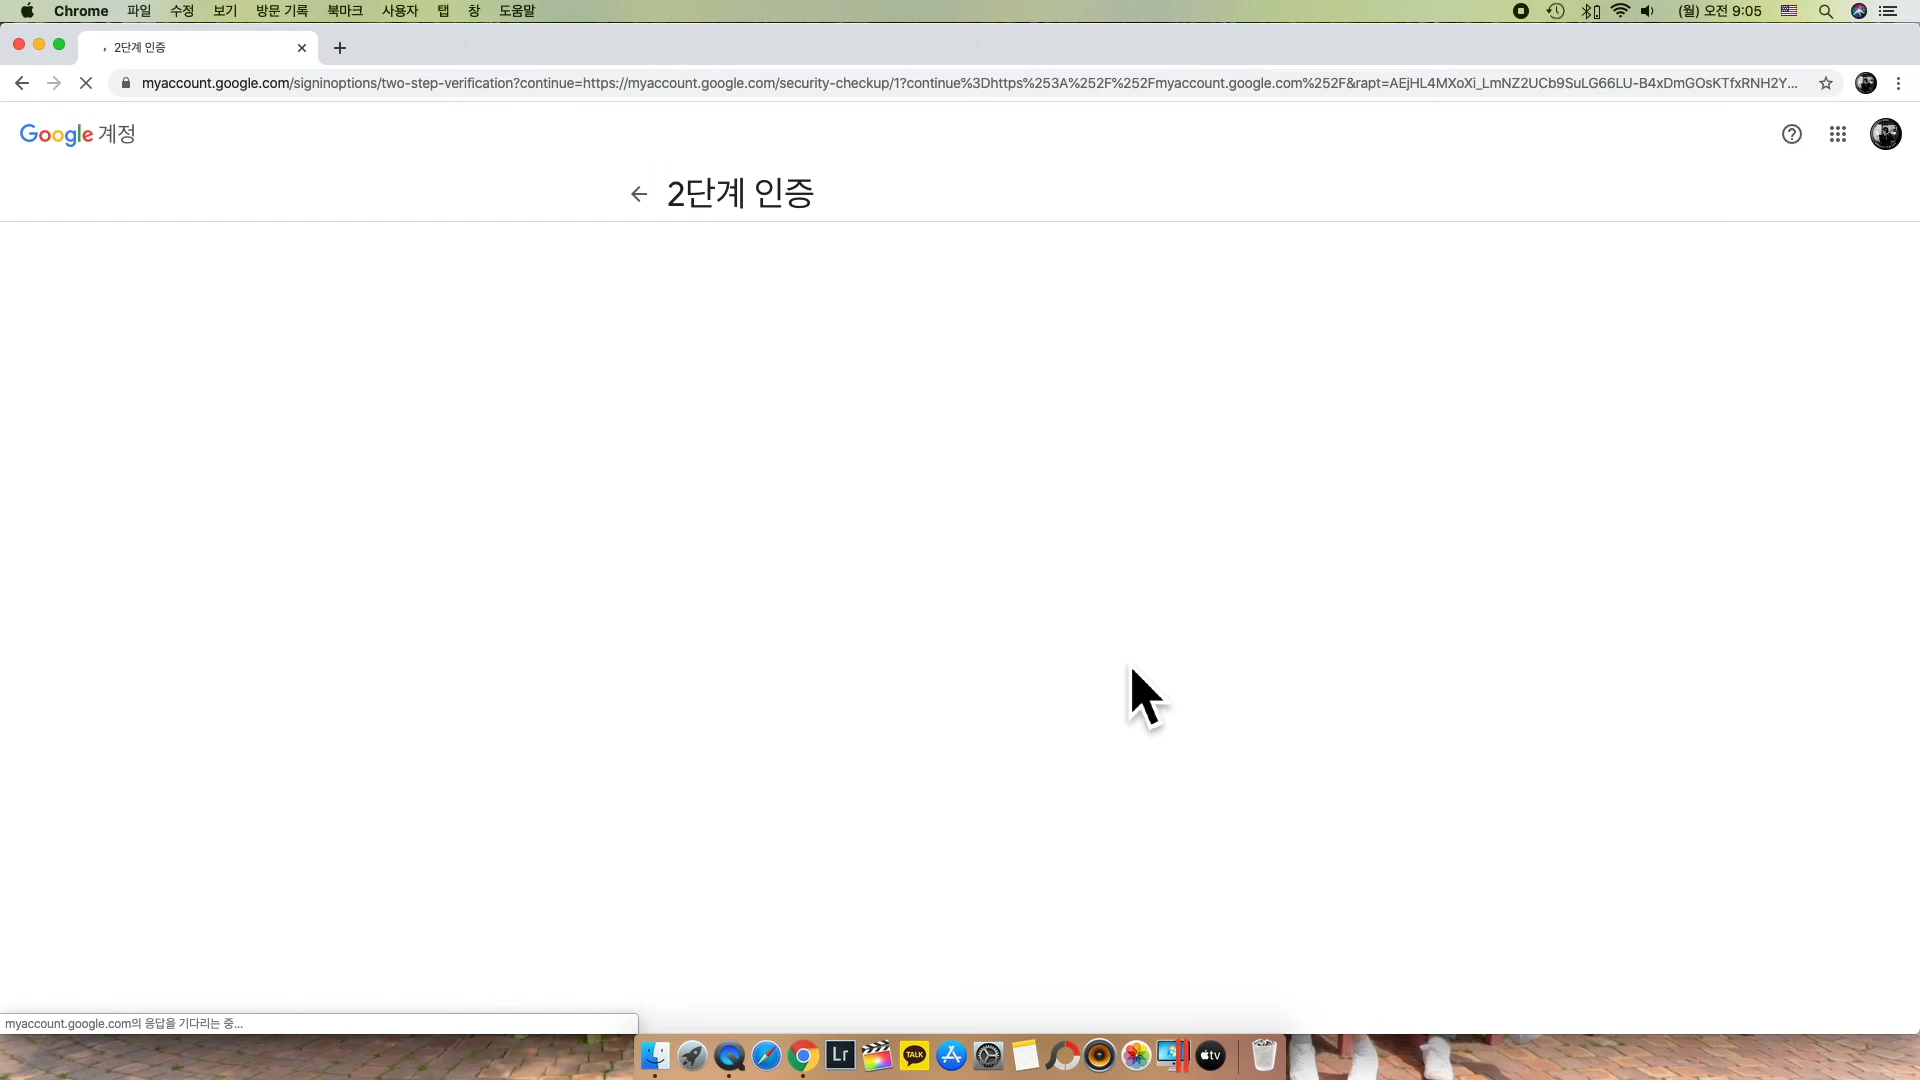 Chrome 파일 수정 보기 방문 기록 북마크 사용자 탭 창 도움말 (월) 오전 9:05
2단계 인증
myaccount.google.com/signinoptions/two-step-verification?continue=https://myaccount.google.com/security-checkup/1?continue%3Dhttps%253A%252F%252Fmyaccount.google.com%252F&rapt=AEjHL4MXoXi_LmNZ2UCb9SuLG66LU-B4xDmGOsKTfxRNH2Y...
Google 계정
2단계 인증
myaccount.google.com의 응답을 기다리는 중...
Lr TALK tv